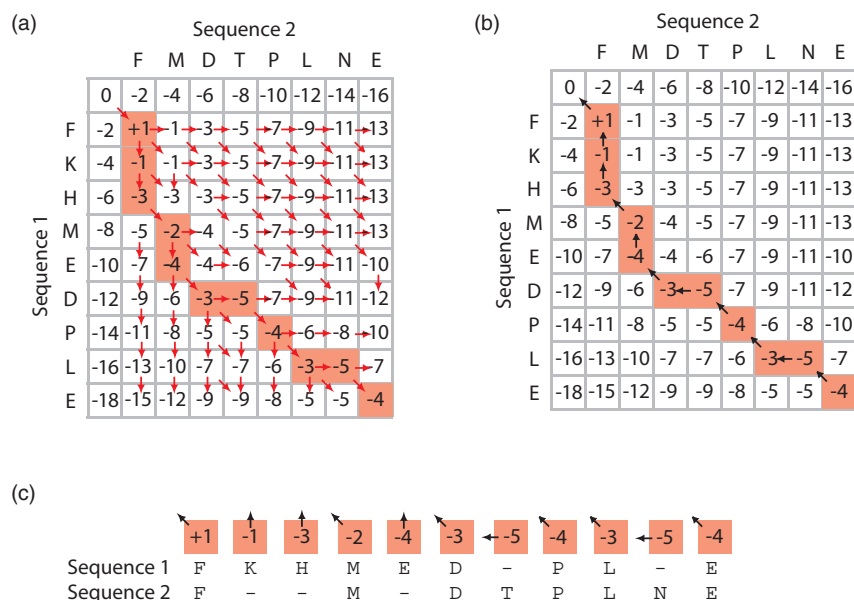 (a)
Sequence 2
F M D T P L N E
Sequence 1
0 -2 -4 -6 -8 -10 -12 -14 -16
F -2 +1 -1 -3 -5 -7 -9 -11 -13
K -4 -1 -1 -3 -5 -7 -9 -11 -13
H -6 -3 -3 -3 -5 -7 -9 -11 -13
M -8 -5 -2 -4 -5 -7 -9 -11 -13
E -10 -7 -4 -4 -6 -7 -9 -11 -10
D -12 -9 -6 -3 -5 -7 -9 -11 -12
P -14 -11 -8 -5 -5 -4 -6 -8 -10
L -16 -13 -10 -7 -7 -6 -3 -5 -7
E -18 -15 -12 -9 -9 -8 -5 -5 -4
(b)
Sequence 2
F M D T P L N E
Sequence 1
0 -2 -4 -6 -8 -10 -12 -14 -16
F -2 +1 -1 -3 -5 -7 -9 -11 -13
K -4 -1 -1 -3 -5 -7 -9 -11 -13
H -6 -3 -3 -3 -5 -7 -9 -11 -13
M -8 -5 -2 -4 -5 -7 -9 -11 -13
E -10 -7 -4 -4 -6 -7 -9 -11 -10
D -12 -9 -6 -3 -5 -7 -9 -11 -12
P -14 -11 -8 -5 -5 -4 -6 -8 -10
L -16 -13 -10 -7 -7 -6 -3 -5 -7
E -18 -15 -12 -9 -9 -8 -5 -5 -4
(c)
+1 -1 -3 -2 -4 -3 -5 -4 -3 -5 -4
Sequence 1 F K H M E D - P L - E
Sequence 2 F - - M - D T P L N E